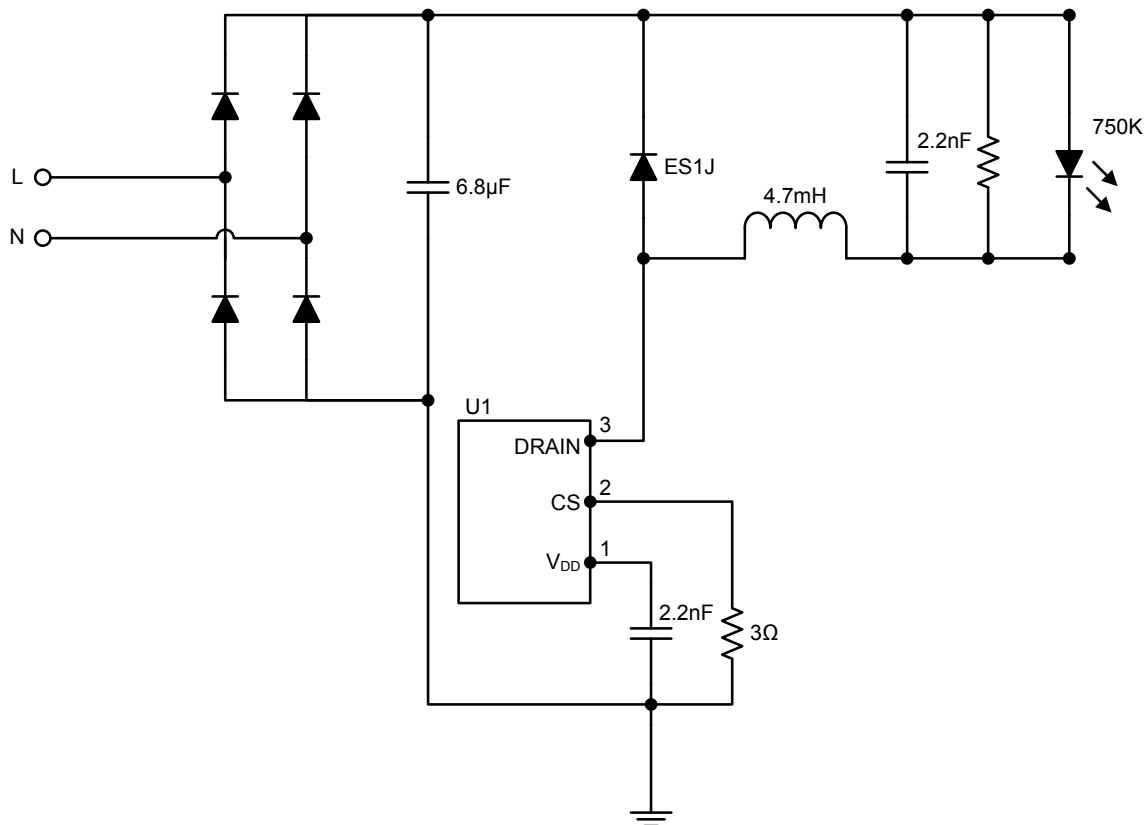 750K
2.2nF
L
ES1J
6.8µF
4.7mH
N
U1
3
DRAIN
2
CS
1
VDD
2.2nF
3Ω